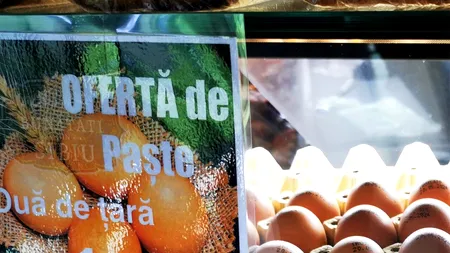 OFERTĂ de
Paște
Ouă de țară